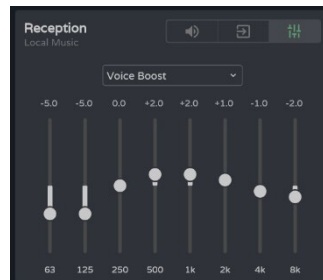 Reception
Local Music
Voice Boost
-5.0 -5.0 0.0 +2.0 +2.0 +1.0 -1.0 -2.0
63 125 250 500 1k 2k 4k 8k